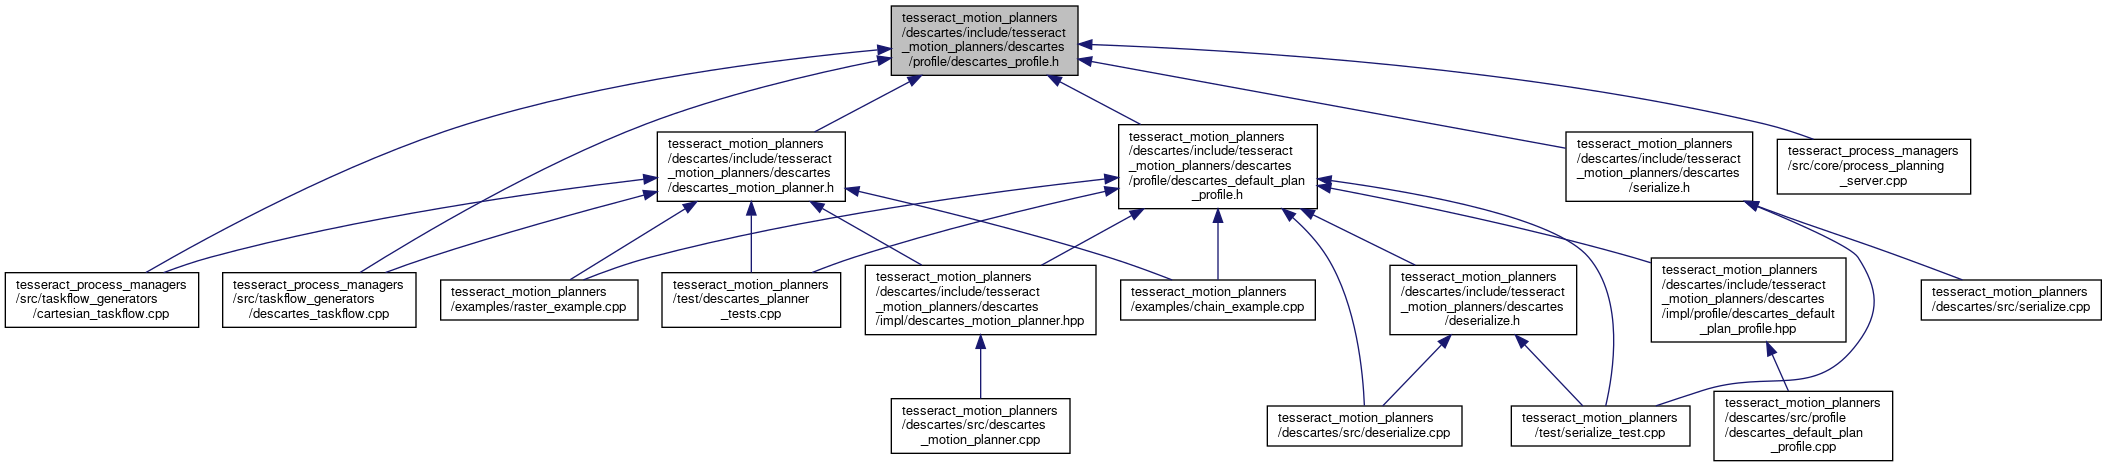 tesseract_motion_planners
/descartes/include/tesseract
_motion_planners/descartes
/profile/descartes_profile.h
tesseract_motion_planners
/descartes/include/tesseract
_motion_planners/descartes
/descartes_motion_planner.h
tesseract_motion_planners
/descartes/include/tesseract
_motion_planners/descartes
/profile/descartes_default_plan
_profile.h
tesseract_motion_planners
/descartes/include/tesseract
_motion_planners/descartes
/serialize.h
tesseract_process_managers
/src/core/process_planning
_server.cpp
tesseract_process_managers
/src/taskflow_generators
/cartesian_taskflow.cpp
tesseract_process_managers
/src/taskflow_generators
/descartes_taskflow.cpp
tesseract_motion_planners
/examples/raster_example.cpp
tesseract_motion_planners
/test/descartes_planner
_tests.cpp
tesseract_motion_planners
/descartes/include/tesseract
_motion_planners/descartes
/impl/descartes_motion_planner.hpp
tesseract_motion_planners
/examples/chain_example.cpp
tesseract_motion_planners
/descartes/include/tesseract
_motion_planners/descartes
/deserialize.h
tesseract_motion_planners
/descartes/include/tesseract
_motion_planners/descartes
/impl/profile/descartes_default
_plan_profile.hpp
tesseract_motion_planners
/descartes/src/serialize.cpp
tesseract_motion_planners
/descartes/src/descartes
_motion_planner.cpp
tesseract_motion_planners
/descartes/src/deserialize.cpp
tesseract_motion_planners
/test/serialize_test.cpp
tesseract_motion_planners
/descartes/src/profile
/descartes_default_plan
_profile.cpp